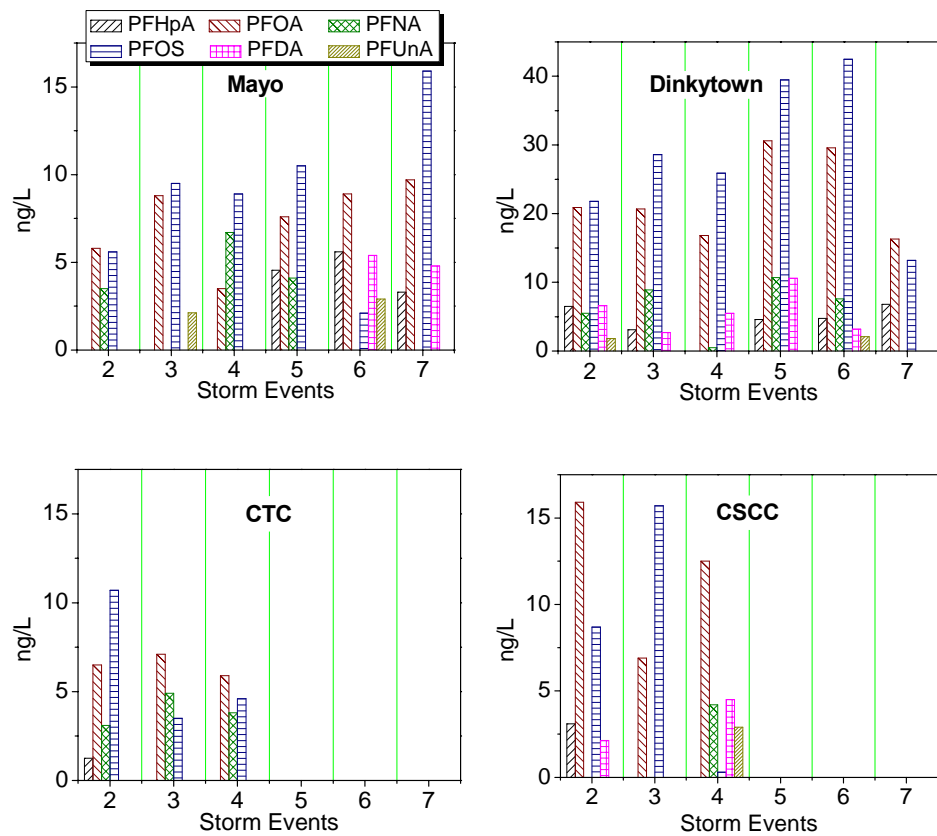 PFHpA PFOA PFNA
PFOS PFDA PFUnA
Mayo
15
10
5
0
ng/L
2 3 4 5 6 7
Storm Events
Dinkytown
40
30
20
10
0
ng/L
2 3 4 5 6 7
Storm Events
CTC
15
10
5
0
ng/L
2 3 4 5 6 7
Storm Events
CSCC
15
10
5
0
ng/L
2 3 4 5 6 7
Storm Events